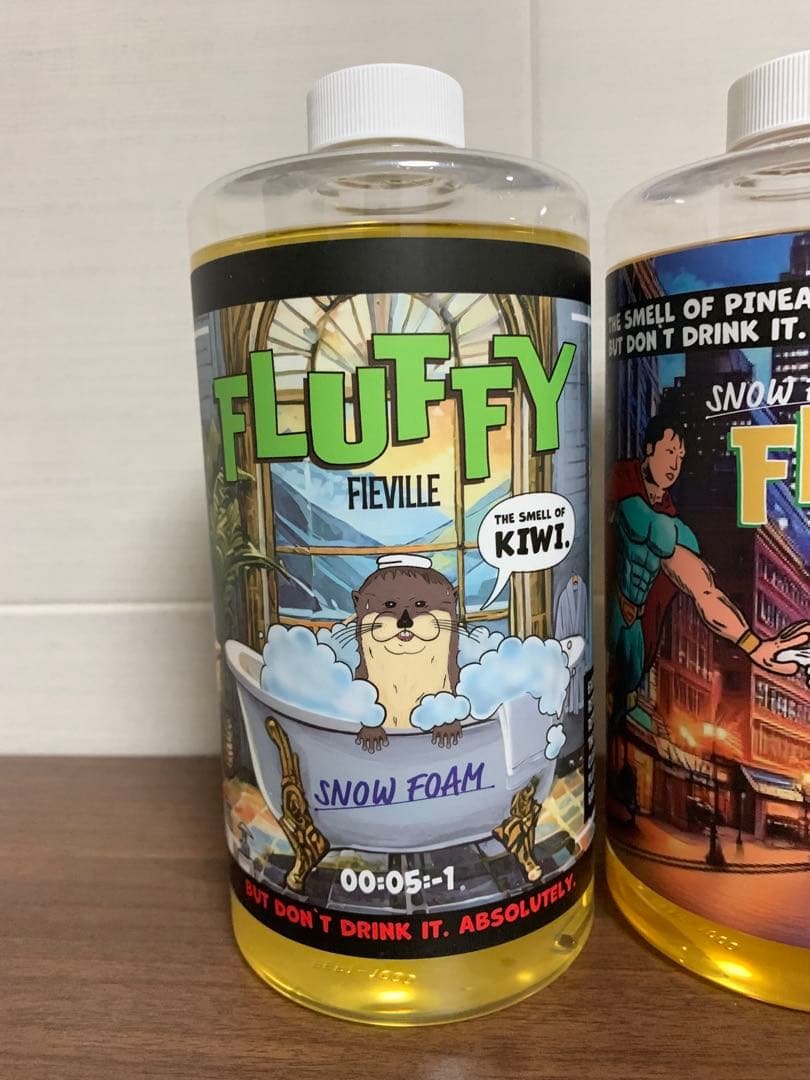 FLUFFY
FIEVILLE
THE SMELL OF
KIWI.
SNOW FOAM
00:05:-1.
BUT DON`T DRINK IT. ABSOLUTELY.
THE SMELL OF
BUT DON`T DRINK IT.
SNOW